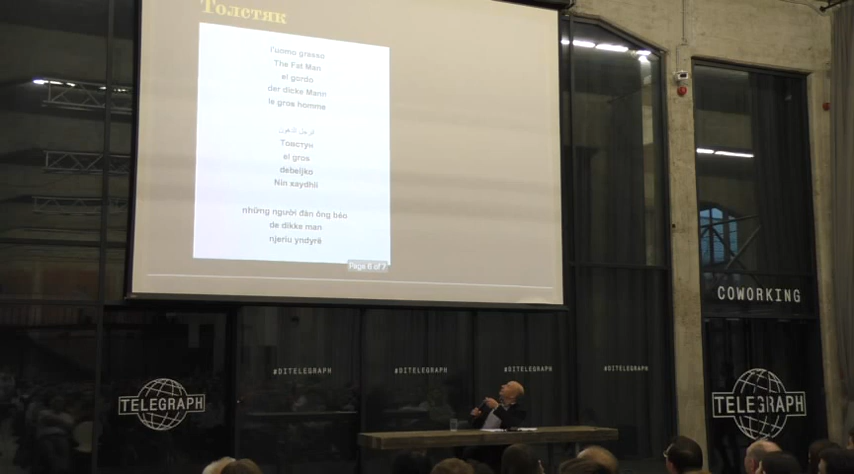 Толстяк
l'uomo grasso
The Fat Man
el gordo
der dicke Mann
le gros homme
Товстун
el gros
debeljko
Nin xaydhli
những người đàn ông béo
de dikke man
njeriu yndyrë
Page 6 of 7
COWORKING
#DITELEGRAPH
#DITELEGRAPH
#DITELEGRAPH
#DITELEGRAPH
TELEGRAPH
TELEGRAPH